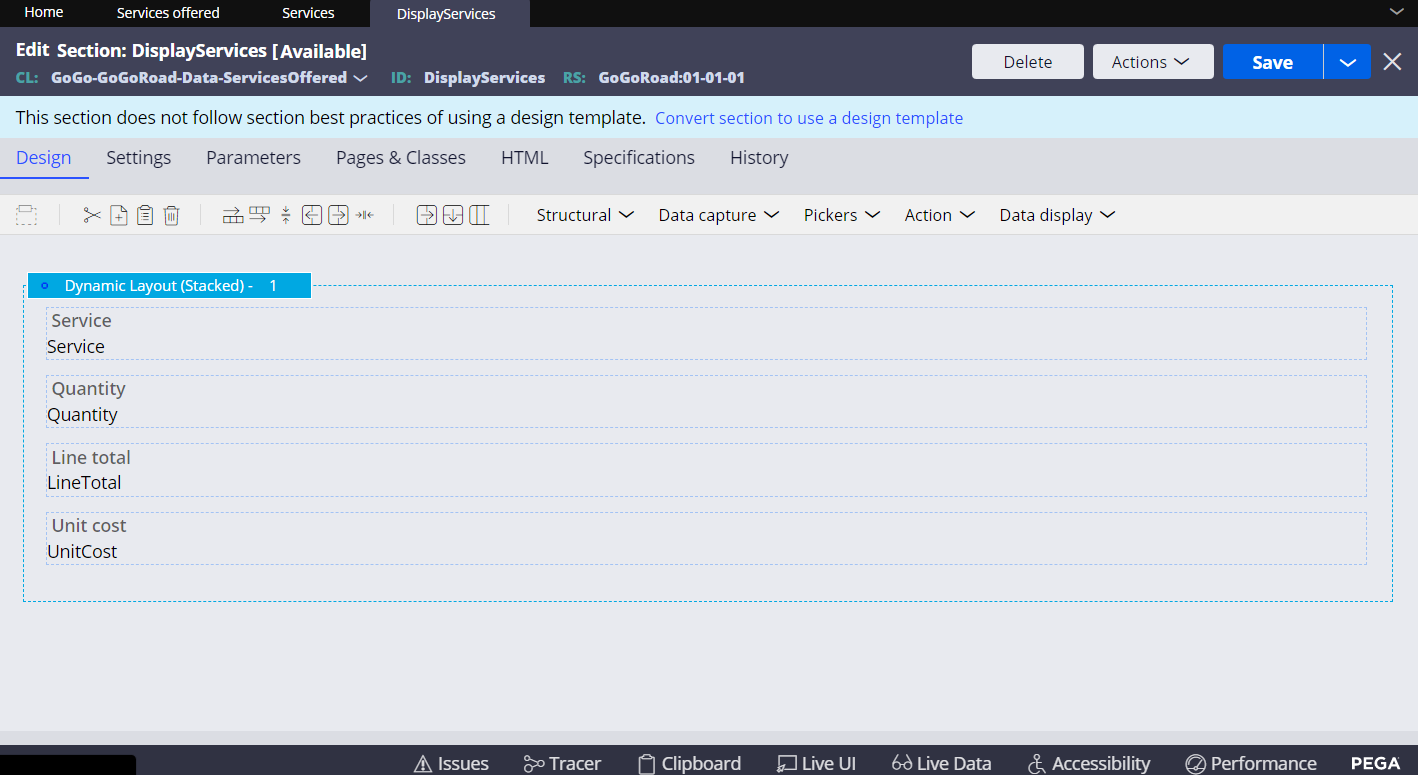 Home Services offered Services DisplayServices
Edit Section: DisplayServices [Available]
CL: GoGo-GoGoRoad-Data-ServicesOffered ID: DisplayServices RS: GoGoRoad:01-01-01
Delete Actions Save
This section does not follow section best practices of using a design template. Convert section to use a design template
Design Settings Parameters Pages & Classes HTML Specifications History
Structural Data capture Pickers Action Data display
Dynamic Layout (Stacked) - 1
Service
Service
Quantity
Quantity
Line total
LineTotal
Unit cost
UnitCost
Issues Tracer Clipboard Live UI Live Data Accessibility Performance PEGA